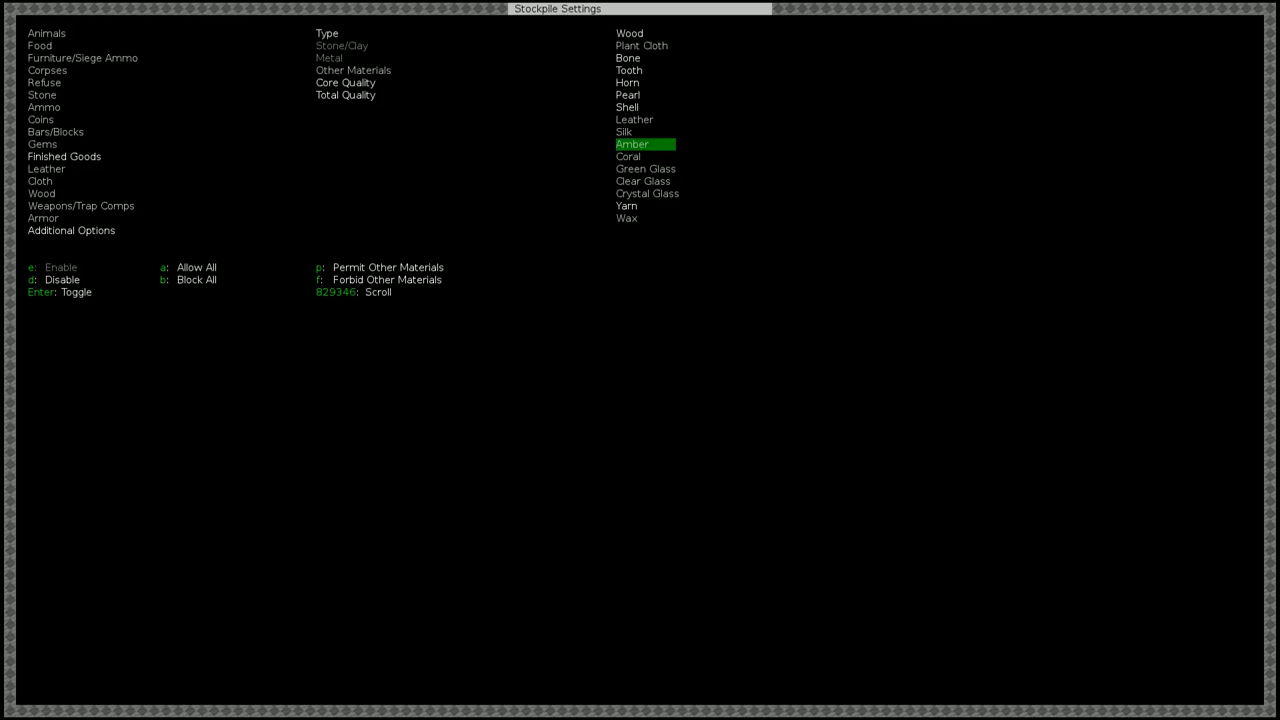 Stockpile Settings
Animals
Food
Furniture/Siege Ammo
Corpses
Refuse
Stone
Ammo
Coins
Bars/Blocks
Gems
Finished Goods
Leather
Cloth
Wood
Weapons/Trap Comps
Armor
Additional Options
Type
Stone/Clay
Metal
Other Materials
Core Quality
Total Quality
Wood
Plant Cloth
Bone
Tooth
Horn
Pearl
Shell
Leather
Silk
Amber
Coral
Green Glass
Clear Glass
Crystal Glass
Yarn
Wax
e: Enable
d: Disable
Enter: Toggle
a: Allow All
b: Block All
p: Permit Other Materials
f: Forbid Other Materials
829346: Scroll